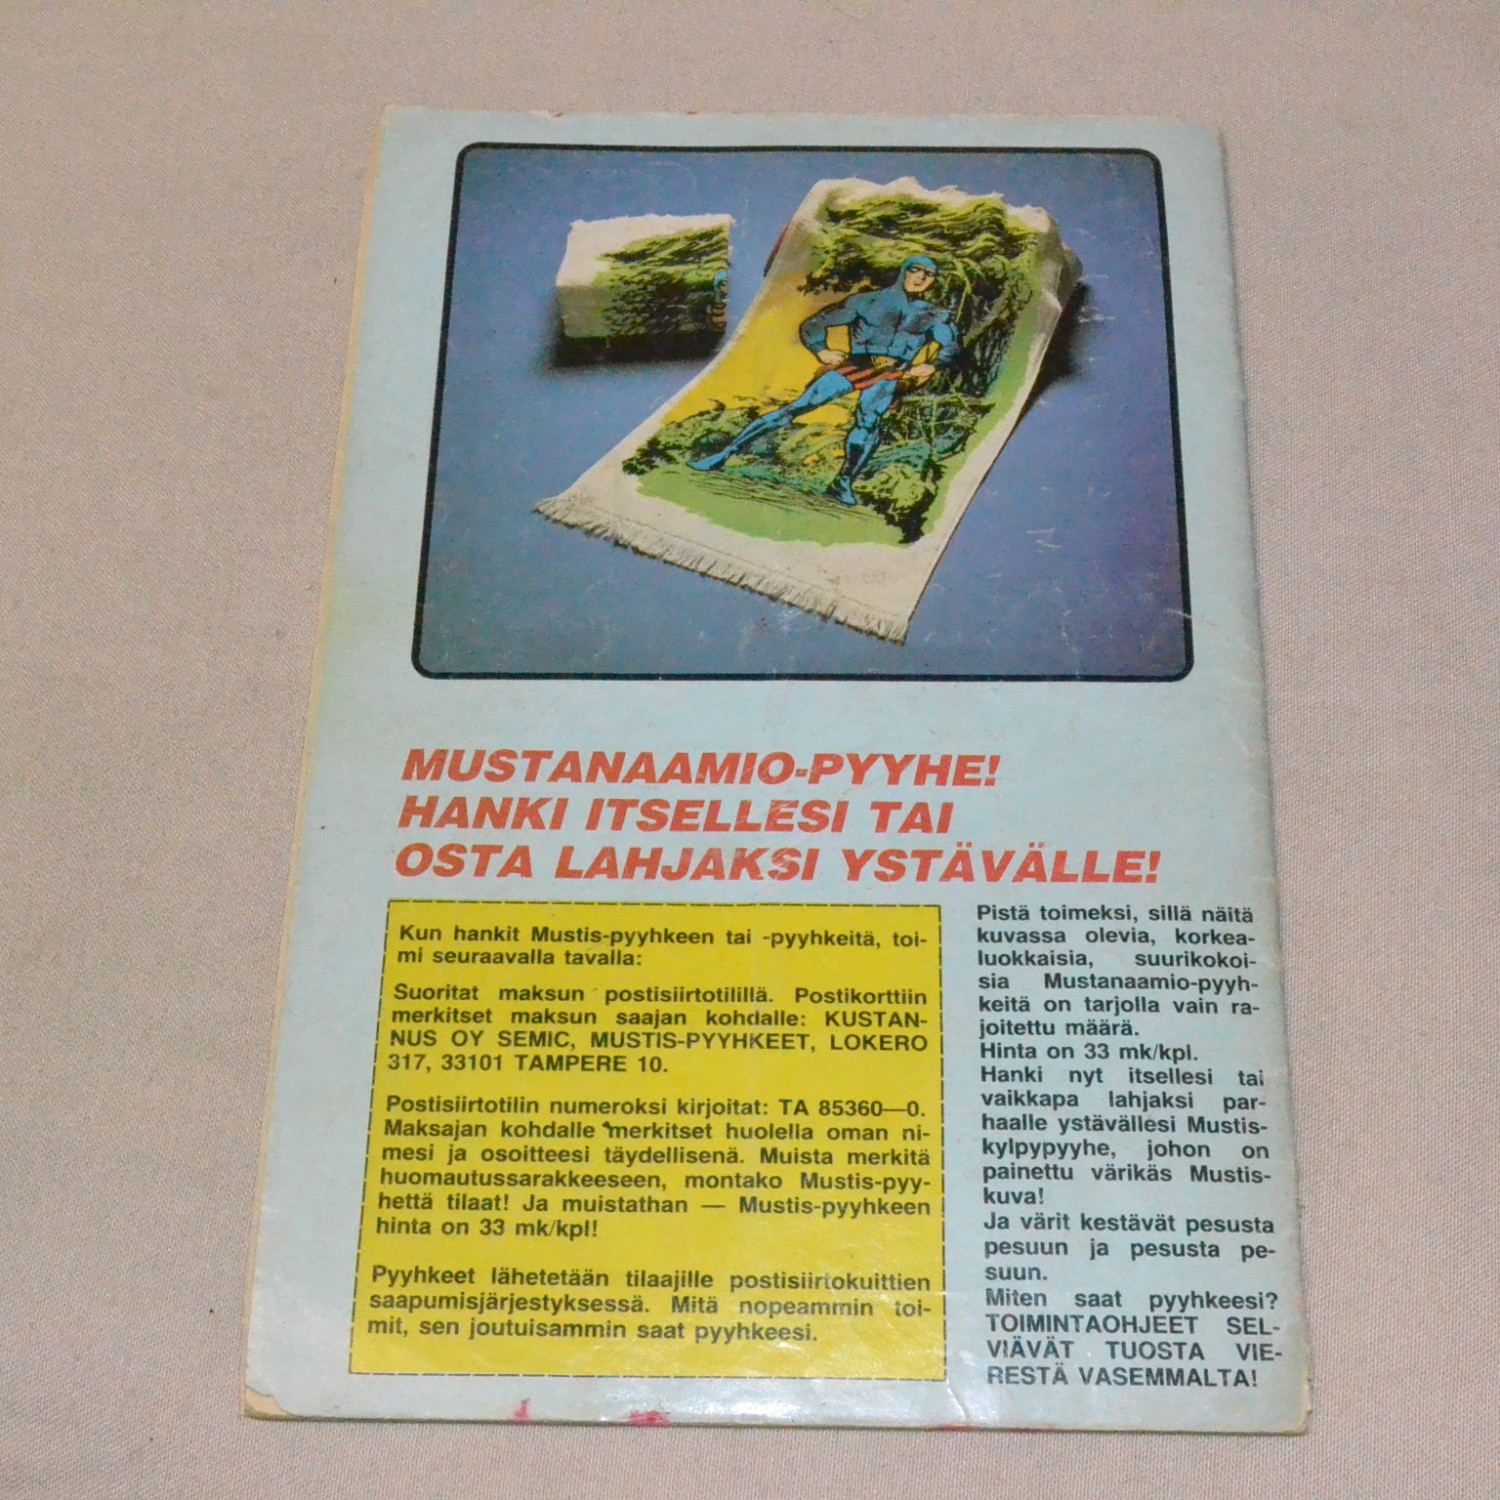 MUSTANAAMIO-PYYHE!
HANKI ITSELLESI TAI
OSTA LAHJAKSI YSTÄVÄLLE!
Kun hankit Mustis-pyyhkeen tai -pyyhkeitä, toi-
mi seuraavalla tavalla:
Suoritat maksun postisiirtotilillä. Postikorttiin
merkitset maksun saajan kohdalle: KUSTAN-
NUS OY SEMIC, MUSTIS-PYYHKEET, LOKERO
317, 33101 TAMPERE 10.
Postisiirtotilin numeroksi kirjoitat: TA 85360—0.
Maksajan kohdalle merkitset huolella oman ni-
mesi ja osoitteesi täydellisenä. Muista merkitä
huomautussarakkeeseen, montako Mustis-pyy-
hettä tilaat! Ja muistathan — Mustis-pyyhkeen
hinta on 33 mk/kpl!
Pyyhkeet lähetetään tilaajille postisiirtokuittien
saapumisjärjestyksessä. Mitä nopeammin toi-
mit, sen joutuisammin saat pyyhkeesi.
Pistä toimeksi, sillä näitä
kuvassa olevia, korkea-
luokkaisia, suurikokoi-
sia Mustanaamio-pyyh-
keitä on tarjolla vain ra-
joitettu määrä.
Hinta on 33 mk/kpl.
Hanki nyt itsellesi tai
vaikkapa lahjaksi par-
haalle ystävällesi Mustis-
kylpypyyhe, johon on
painettu värikäs Mustis-
kuva!
Ja värit kestävät pesusta
pesuun ja pesusta pe-
suun.
Miten saat pyyhkeesi?
TOIMINTAOHJEET SEL-
VIÄVÄT TUOSTA VIE-
RESTÄ VASEMMALTA!